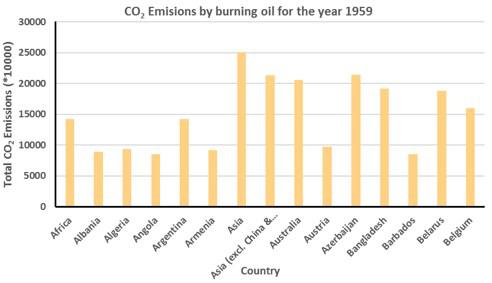 CO₂ Emisions by burning oil for the year 1959
Total CO₂ Emissions (*10000)
30000
25000
20000
15000
10000
5000
0
Africa
Albania
Algeria
Angola
Argentina
Armenia
Asia
Asia (excl. China &...
Australia
Austria
Azerbaijan
Bangladesh
Barbados
Belarus
Belgium
Country